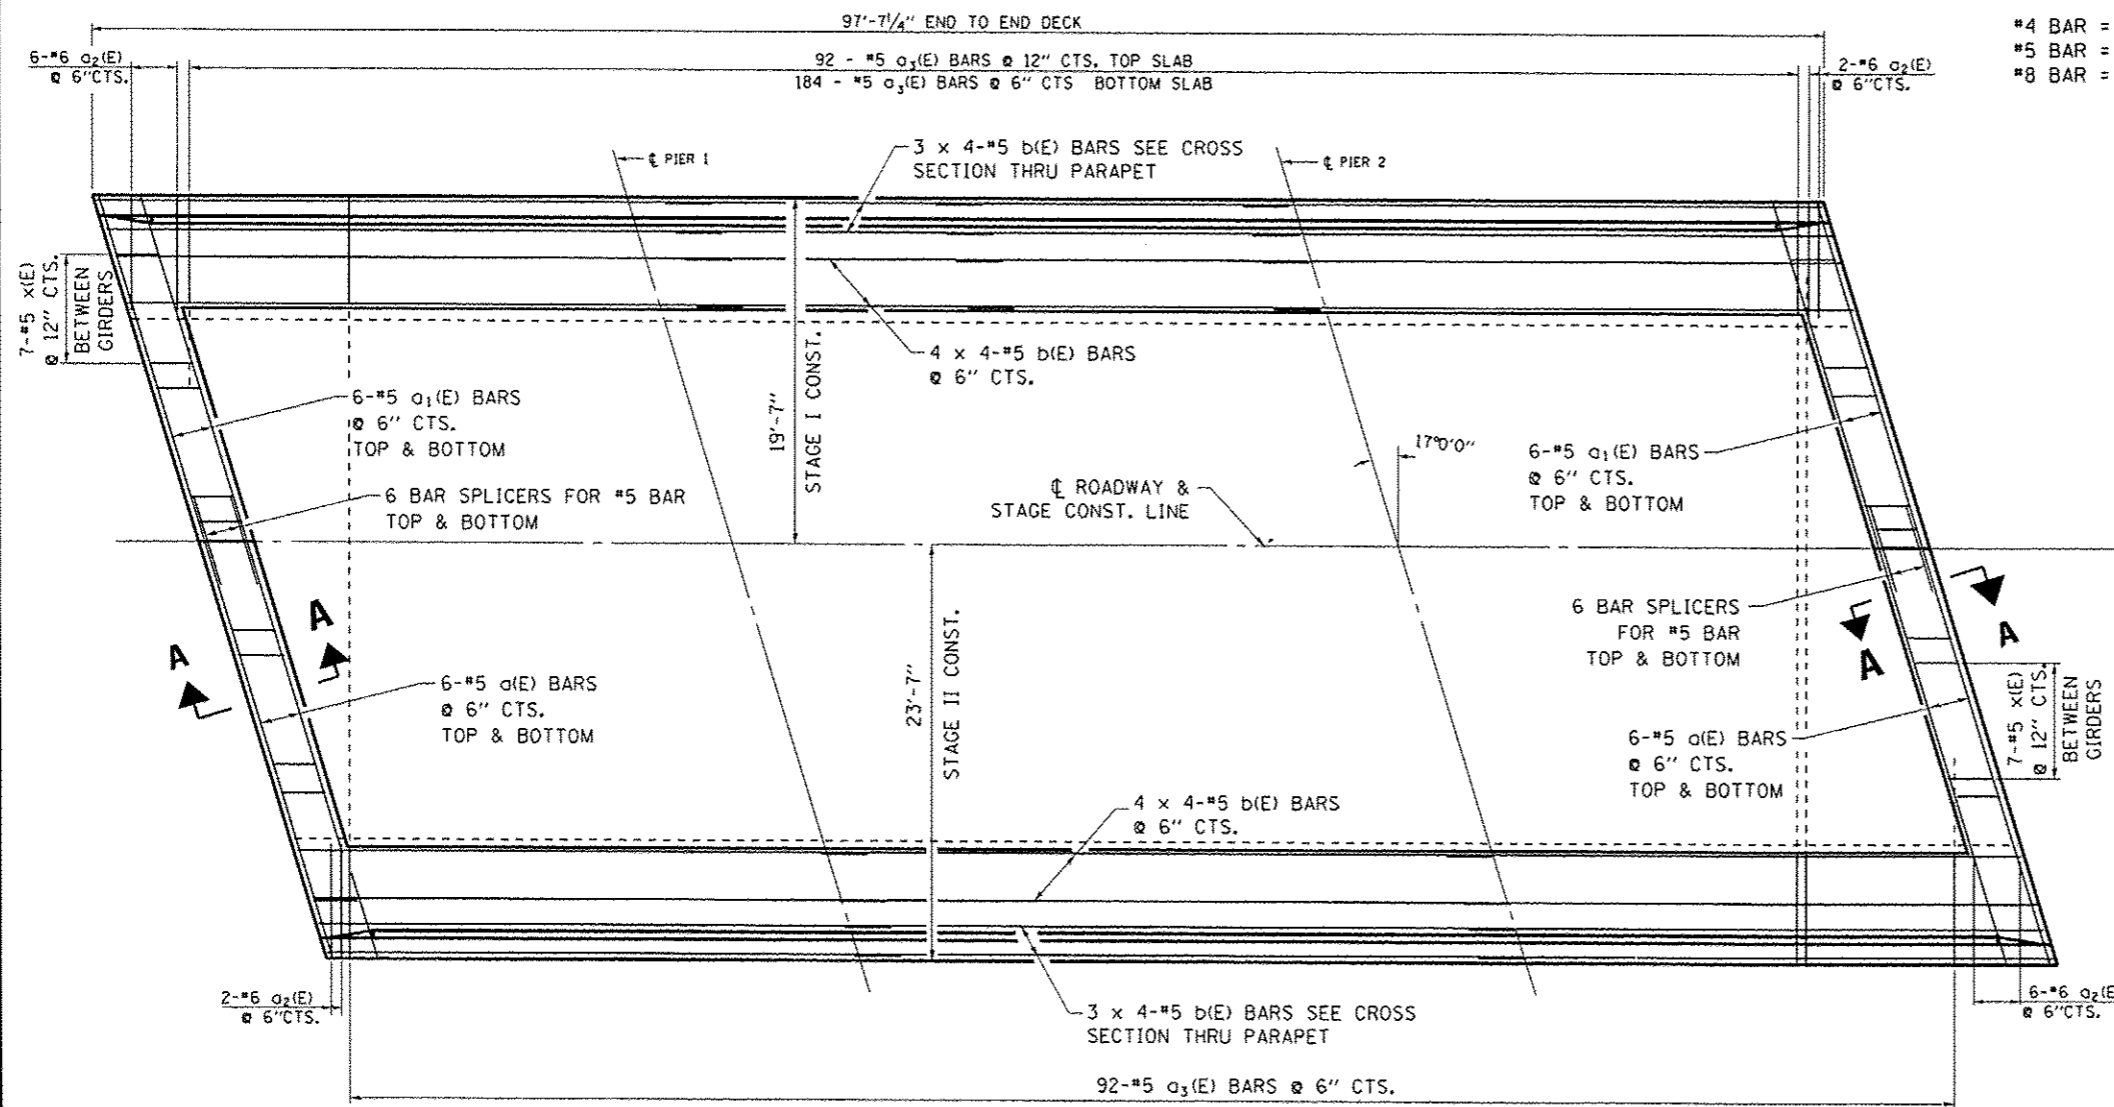 97'-7 1/4" END TO END DECK
#4 BAR =
#5 BAR =
#8 BAR =
6-#6 a2(E)
@ 6"CTS.
92 - #5 a3(E) BARS @ 12" CTS. TOP SLAB
184 - #5 a3(E) BARS @ 6" CTS BOTTOM SLAB
2-#6 a2(E)
@ 6"CTS.
℄ PIER 1
3 x 4-#5 b(E) BARS SEE CROSS
SECTION THRU PARAPET
℄ PIER 2
7-#5 x(E)
@ 12" CTS.
BETWEEN
GIRDERS
4 x 4-#5 b(E) BARS
@ 6" CTS.
19'-7"
STAGE I CONST.
6-#5 a1(E) BARS
@ 6" CTS.
TOP & BOTTOM
17°0'0"
6-#5 a1(E) BARS
@ 6" CTS.
TOP & BOTTOM
6 BAR SPLICERS FOR #5 BAR
TOP & BOTTOM
℄ ROADWAY &
STAGE CONST. LINE
A
A
23'-7"
STAGE II CONST.
6 BAR SPLICERS
FOR #5 BAR
TOP & BOTTOM
A
A
6-#5 a(E) BARS
@ 6" CTS.
TOP & BOTTOM
7-#5 x(E)
@ 12" CTS.
BETWEEN
GIRDERS
6-#5 a(E) BARS
@ 6" CTS.
TOP & BOTTOM
4 x 4-#5 b(E) BARS
@ 6" CTS.
2-#6 a2(E)
@ 6"CTS.
3 x 4-#5 b(E) BARS SEE CROSS
SECTION THRU PARAPET
6-#6 a2(E
@ 6"CTS.
92-#5 a3(E) BARS @ 6" CTS.